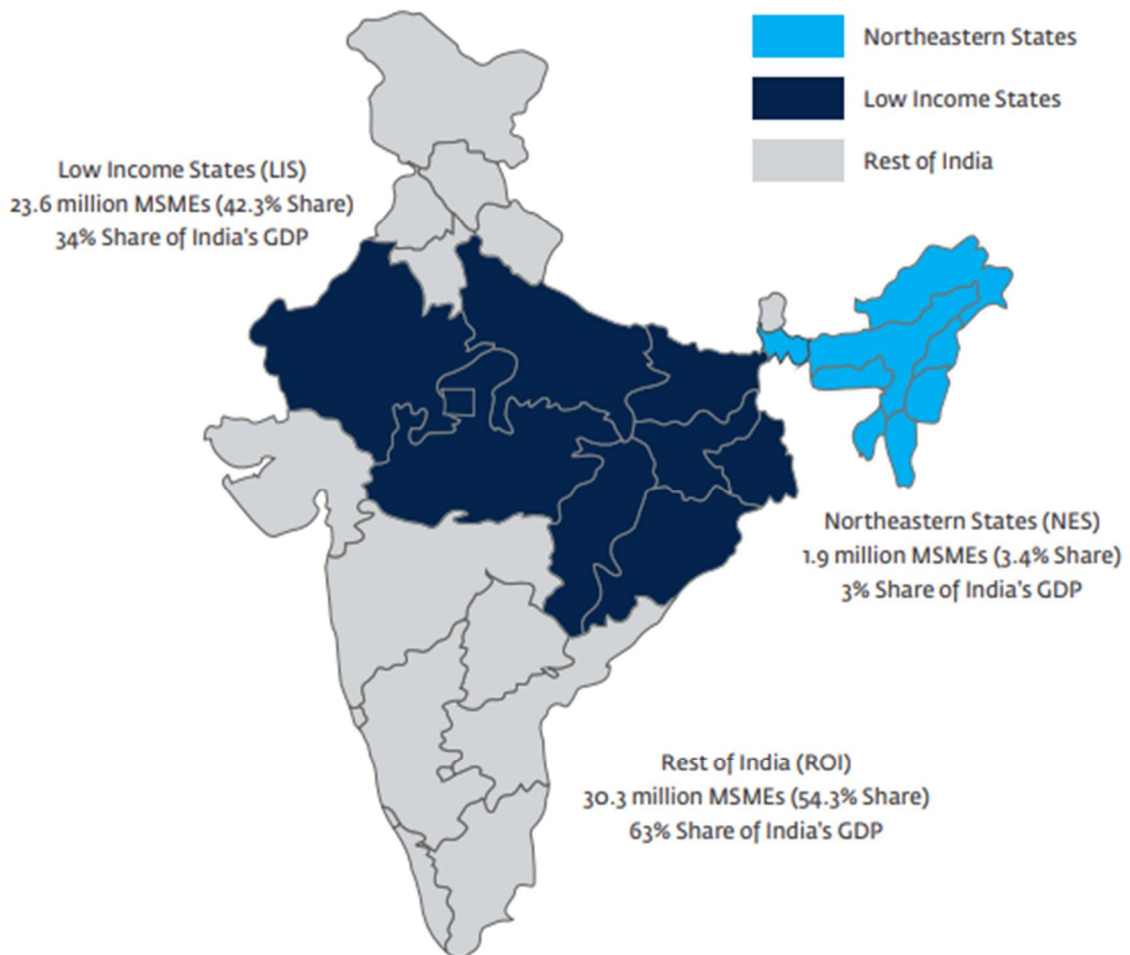 Northeastern States
Low Income States
Rest of India
Low Income States (LIS)
23.6 million MSMEs (42.3% Share)
34% Share of India's GDP
Northeastern States (NES)
1.9 million MSMEs (3.4% Share)
3% Share of India's GDP
Rest of India (ROI)
30.3 million MSMEs (54.3% Share)
63% Share of India's GDP